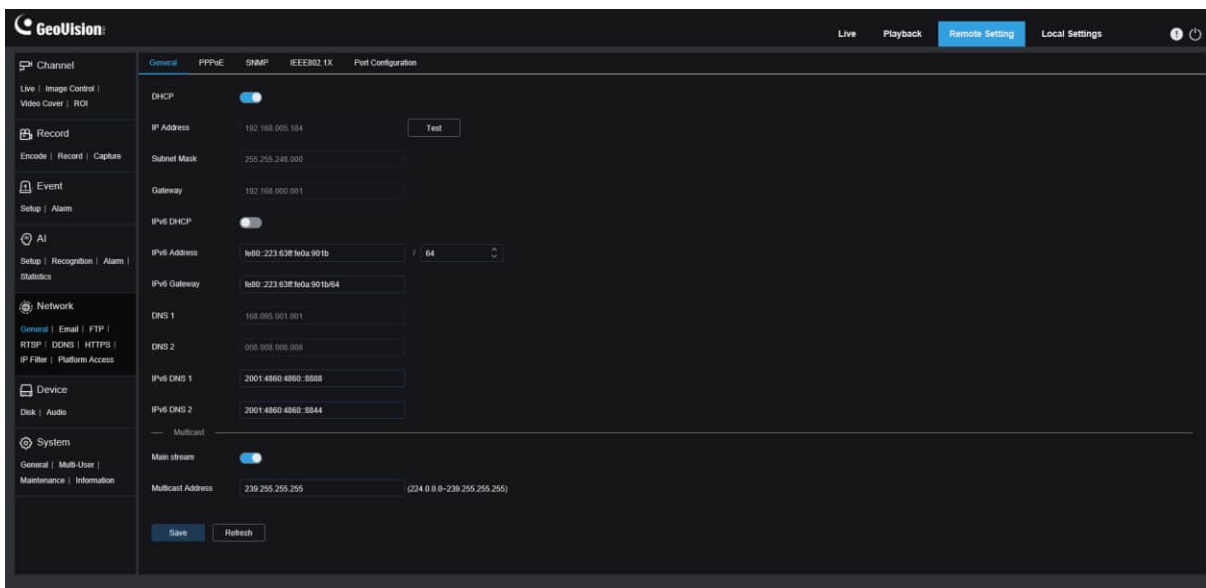 GeoVision
Live Playback Remote Setting Local Settings
Channel
Live | Image Control |
Video Cover | ROI
Record
Encode | Record | Capture
Event
Setup | Alarm
AI
Setup | Recognition | Alarm |
Statistics
Network
General | Email | FTP |
RTSP | DDNS | HTTPS |
IP Filter | Platform Access
Device
Disk | Audio
System
General | Multi-User |
Maintenance | Information
General PPPoE SNMP IEEE802.1X Port Configuration
DHCP
IP Address 192.168.005.184 Test
Subnet Mask 255.255.248.000
Gateway 192.168.000.001
IPv6 DHCP
IPv6 Address fe80::223:63ff:fe0a:901b / 64
IPv6 Gateway fe80::223:63ff:fe0a:901b/64
DNS 1 168.095.001.001
DNS 2 008.008.008.008
IPv6 DNS 1 2001:4860:4860::8888
IPv6 DNS 2 2001:4860:4860::8844
Multicast
Main stream
Multicast Address 239.255.255.255 (224.0.0.0~239.255.255.255)
Save Refresh